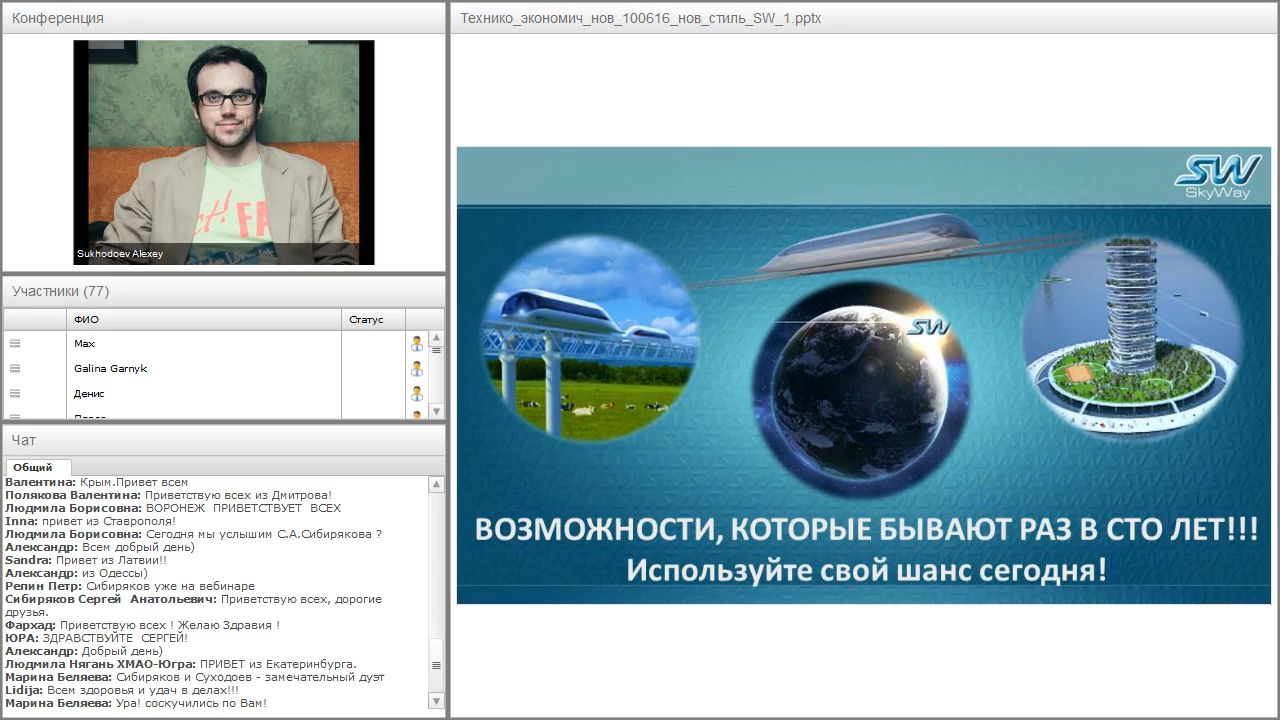 Конференция
Sukhodoev Alexey
Участники (77)
ФИО
Статус
Max
Galina Garnyk
Денис
Чат
Общий
Валентина: Крым.Привет всем
Полякова Валентина: Приветствую всех из Дмитрова!
Людмила Борисовна: ВОРОНЕЖ ПРИВЕТСТВУЕТ ВСЕХ
Inna: привет из Ставрополя!
Людмила Борисовна: Сегодня мы услышим С.А.Сибирякова ?
Александр: Всем добрый день)
Sandra: Привет из Латвии!!
Александр: из Одессы)
Репин Петр: Сибиряков уже на вебинаре
Сибиряков Сергей Анатольевич: Приветствую всех, дорогие
друзья.
Фархад: Приветствую всех ! Желаю Здравия !
ЮРА: ЗДРАВСТВУЙТЕ СЕРГЕЙ!
Александр: Добрый день)
Людмила Нягань ХМАО-Югра: ПРИВЕТ из Екатеринбурга.
Марина Беляева: Сибиряков и Суходоев - замечательный дуэт
Lidija: Всем здоровья и удач в делах!!!
Марина Беляева: Ура! соскучились по Вам!
Технико_экономич_нов_100616_нов_стиль_SW_1.pptx
SW
SkyWay
SW
ВОЗМОЖНОСТИ, КОТОРЫЕ БЫВАЮТ РАЗ В СТО ЛЕТ!!!
Используйте свой шанс сегодня!